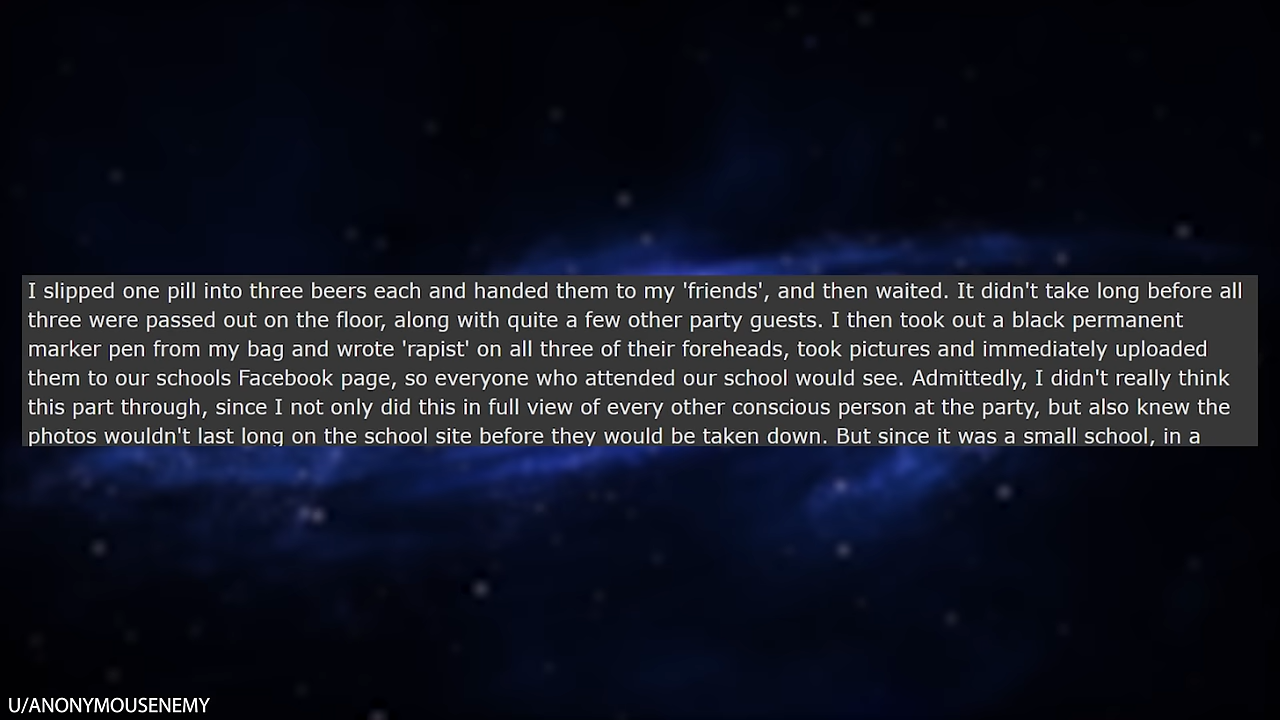 I slipped one pill into three beers each and handed them to my 'friends', and then waited. It didn't take long before all
three were passed out on the floor, along with quite a few other party guests. I then took out a black permanent
marker pen from my bag and wrote 'rapist' on all three of their foreheads, took pictures and immediately uploaded
them to our schools Facebook page, so everyone who attended our school would see. Admittedly, I didn't really think
this part through, since I not only did this in full view of every other conscious person at the party, but also knew the
photos wouldn't last long on the school site before they would be taken down. But since it was a small school, in a
U/ANONYMOUSENEMY